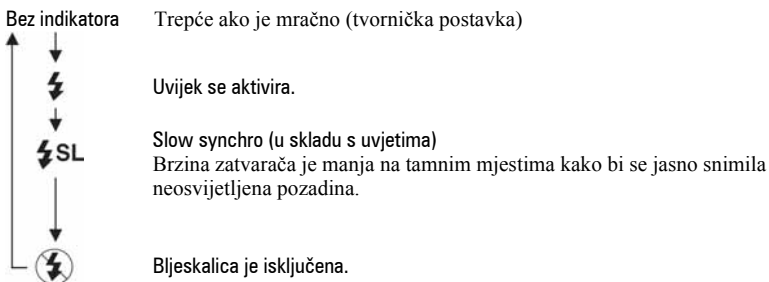 Bez indikatora Trepće ako je mračno (tvornička postavka)
Uvijek se aktivira.
Slow synchro (u skladu s uvjetima)
SL Brzina zatvarača je manja na tamnim mjestima kako bi se jasno snimila
neosvijetljena pozadina.
Bljeskalica je isključena.